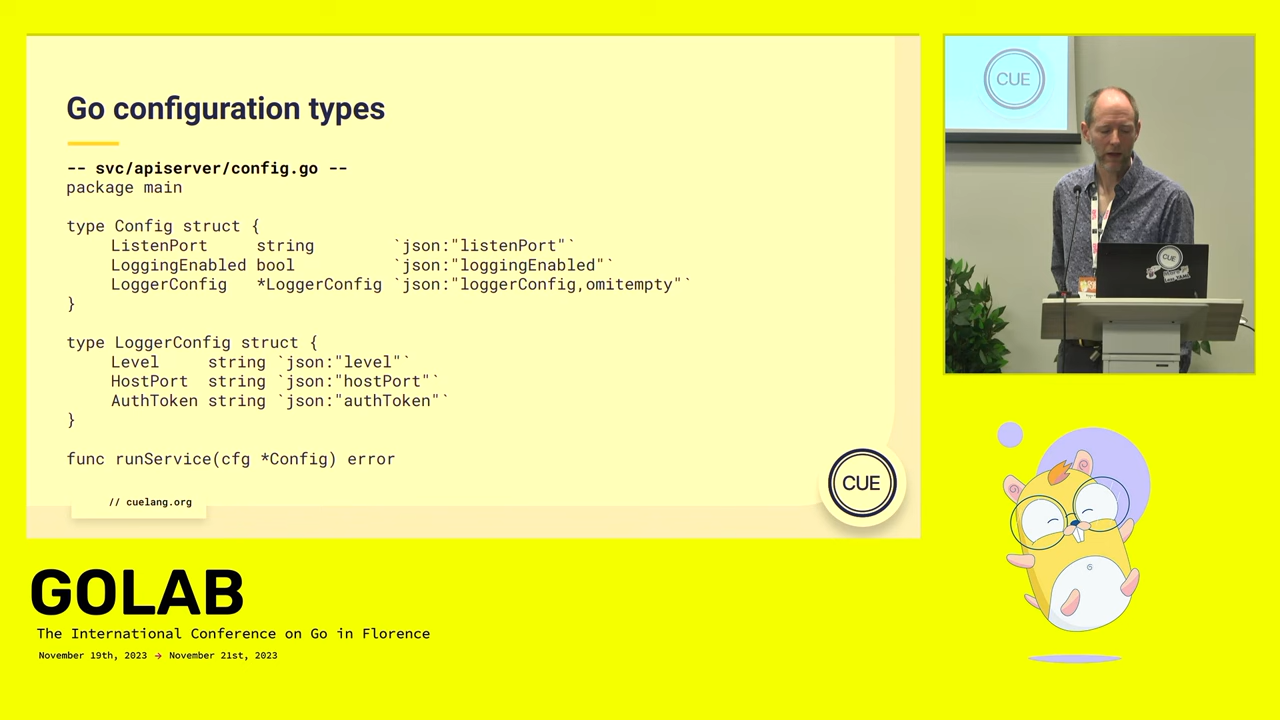 Go configuration types
-- svc/apiserver/config.go --
package main
type Config struct {
ListenPort string `json:"listenPort"`
LoggingEnabled bool `json:"loggingEnabled"`
LoggerConfig *LoggerConfig `json:"loggerConfig,omitempty"`
}
type LoggerConfig struct {
Level string `json:"level"`
HostPort string `json:"hostPort"`
AuthToken string `json:"authToken"`
}
func runService(cfg *Config) error
// cuelang.org
CUE
CUE
CUE
GOLAB
The International Conference on Go in Florence
November 19th, 2023 → November 21st, 2023